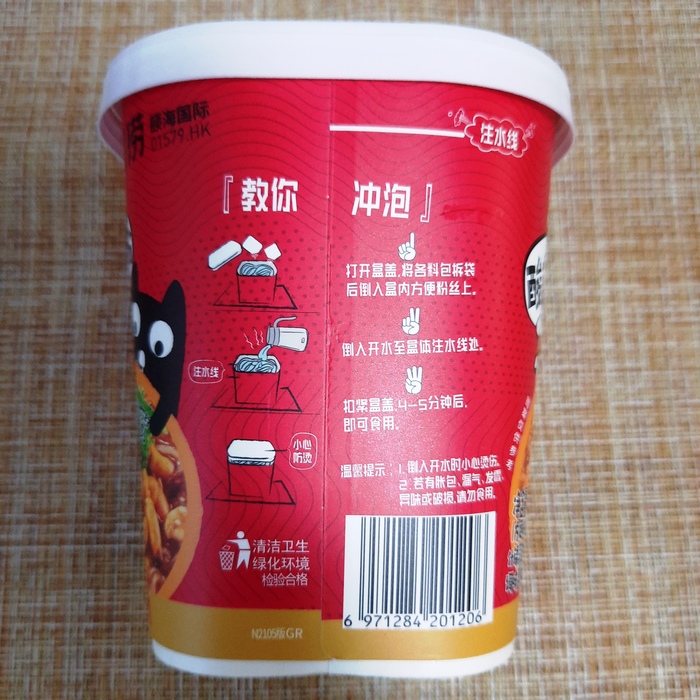 颐海国际
01579.HK
注水线
『教你 冲泡』
打开盒盖,将各料包拆袋
后倒入盒内方便粉丝上。
注水线
倒入开水至盒体注水线处。
扣紧盒盖,4-5分钟后,
即可食用。
小心
防烫
温馨提示:1.倒入开水时小心烫伤。
2.若有胀包、漏气、发霉、
异味或破损,请勿食用。
清洁卫生
绿化环境
检验合格
6 971284 201206
N2105版GR
酸